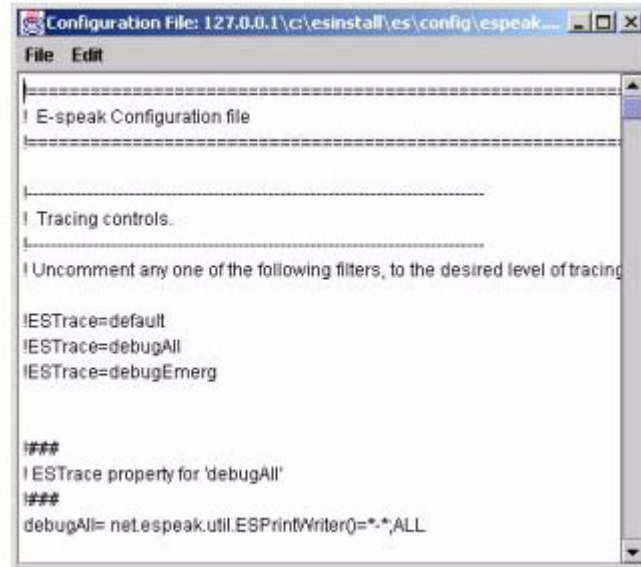 Configuration File: 127.0.0.1\c:\esinstall\es\config\espeak....
File Edit
!=====================================================
! E-speak Configuration file
!=====================================================
!--------------------------------------------------------------------
! Tracing controls.
!--------------------------------------------------------------------
! Uncomment any one of the following filters, to the desired level of tracing
!ESTrace=default
!ESTrace=debugAll
!ESTrace=debugEmerg
!###
! ESTrace property for 'debugAll'
!###
debugAll= net.espeak.util.ESPrintWriter()=*-*;ALL